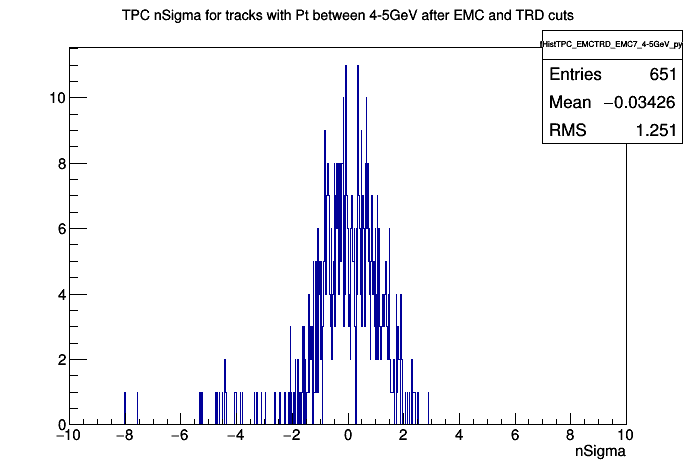 TPC nSigma for tracks with Pt between 4-5GeV after EMC and TRD cuts
HistTPC_EMCTRD_EMC7_4-5GeV_py
Entries 651
Mean −0.03426
RMS 1.251
10
8
6
4
2
0
−10 −8 −6 −4 −2 0 2 4 6 8 10
nSigma